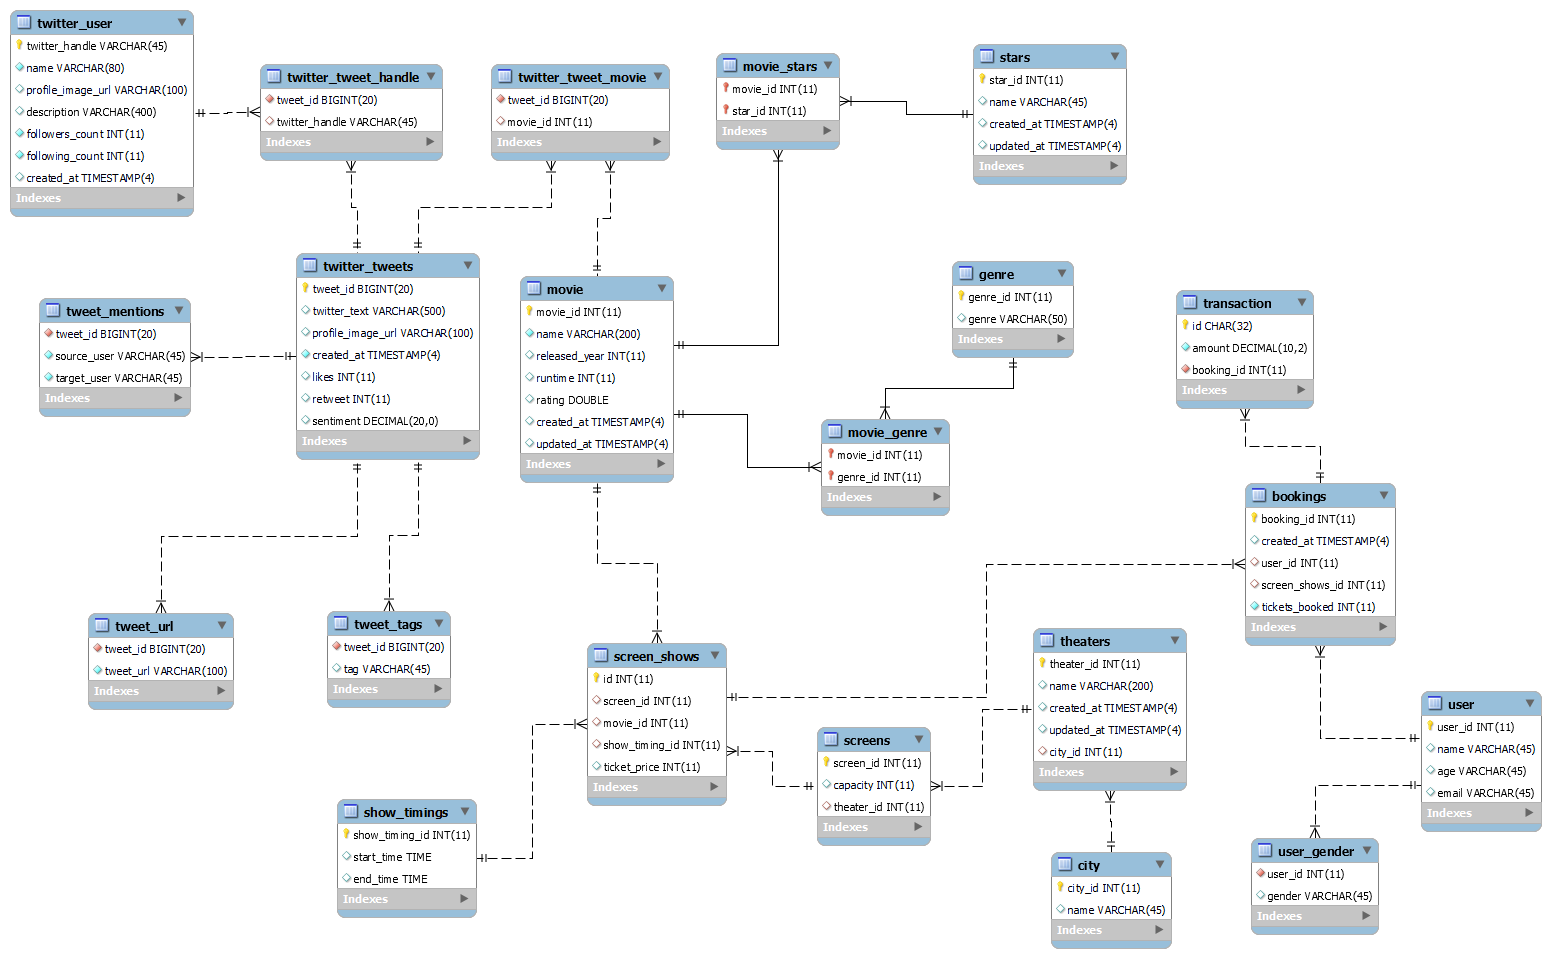 twitter_user
twitter_handle VARCHAR(45)
name VARCHAR(80)
profile_image_url VARCHAR(100)
description VARCHAR(400)
followers_count INT(11)
following_count INT(11)
created_at TIMESTAMP(4)
Indexes
twitter_tweet_handle
tweet_id BIGINT(20)
twitter_handle VARCHAR(45)
Indexes
twitter_tweet_movie
tweet_id BIGINT(20)
movie_id INT(11)
Indexes
movie_stars
movie_id INT(11)
star_id INT(11)
Indexes
stars
star_id INT(11)
name VARCHAR(45)
created_at TIMESTAMP(4)
updated_at TIMESTAMP(4)
Indexes
tweet_mentions
tweet_id BIGINT(20)
source_user VARCHAR(45)
target_user VARCHAR(45)
Indexes
twitter_tweets
tweet_id BIGINT(20)
twitter_text VARCHAR(500)
profile_image_url VARCHAR(100)
created_at TIMESTAMP(4)
likes INT(11)
retweet INT(11)
sentiment DECIMAL(20,0)
Indexes
movie
movie_id INT(11)
name VARCHAR(200)
released_year INT(11)
runtime INT(11)
rating DOUBLE
created_at TIMESTAMP(4)
updated_at TIMESTAMP(4)
Indexes
genre
genre_id INT(11)
genre VARCHAR(50)
Indexes
movie_genre
movie_id INT(11)
genre_id INT(11)
Indexes
transaction
id CHAR(32)
amount DECIMAL(10,2)
booking_id INT(11)
Indexes
bookings
booking_id INT(11)
created_at TIMESTAMP(4)
user_id INT(11)
screen_shows_id INT(11)
tickets_booked INT(11)
Indexes
tweet_url
tweet_id BIGINT(20)
tweet_url VARCHAR(100)
Indexes
tweet_tags
tweet_id BIGINT(20)
tag VARCHAR(45)
Indexes
screen_shows
id INT(11)
screen_id INT(11)
movie_id INT(11)
show_timing_id INT(11)
ticket_price INT(11)
Indexes
theaters
theater_id INT(11)
name VARCHAR(200)
created_at TIMESTAMP(4)
updated_at TIMESTAMP(4)
city_id INT(11)
Indexes
screens
screen_id INT(11)
capacity INT(11)
theater_id INT(11)
Indexes
user
user_id INT(11)
name VARCHAR(45)
age VARCHAR(45)
email VARCHAR(45)
Indexes
show_timings
show_timing_id INT(11)
start_time TIME
end_time TIME
Indexes
city
city_id INT(11)
name VARCHAR(45)
Indexes
user_gender
user_id INT(11)
gender VARCHAR(45)
Indexes